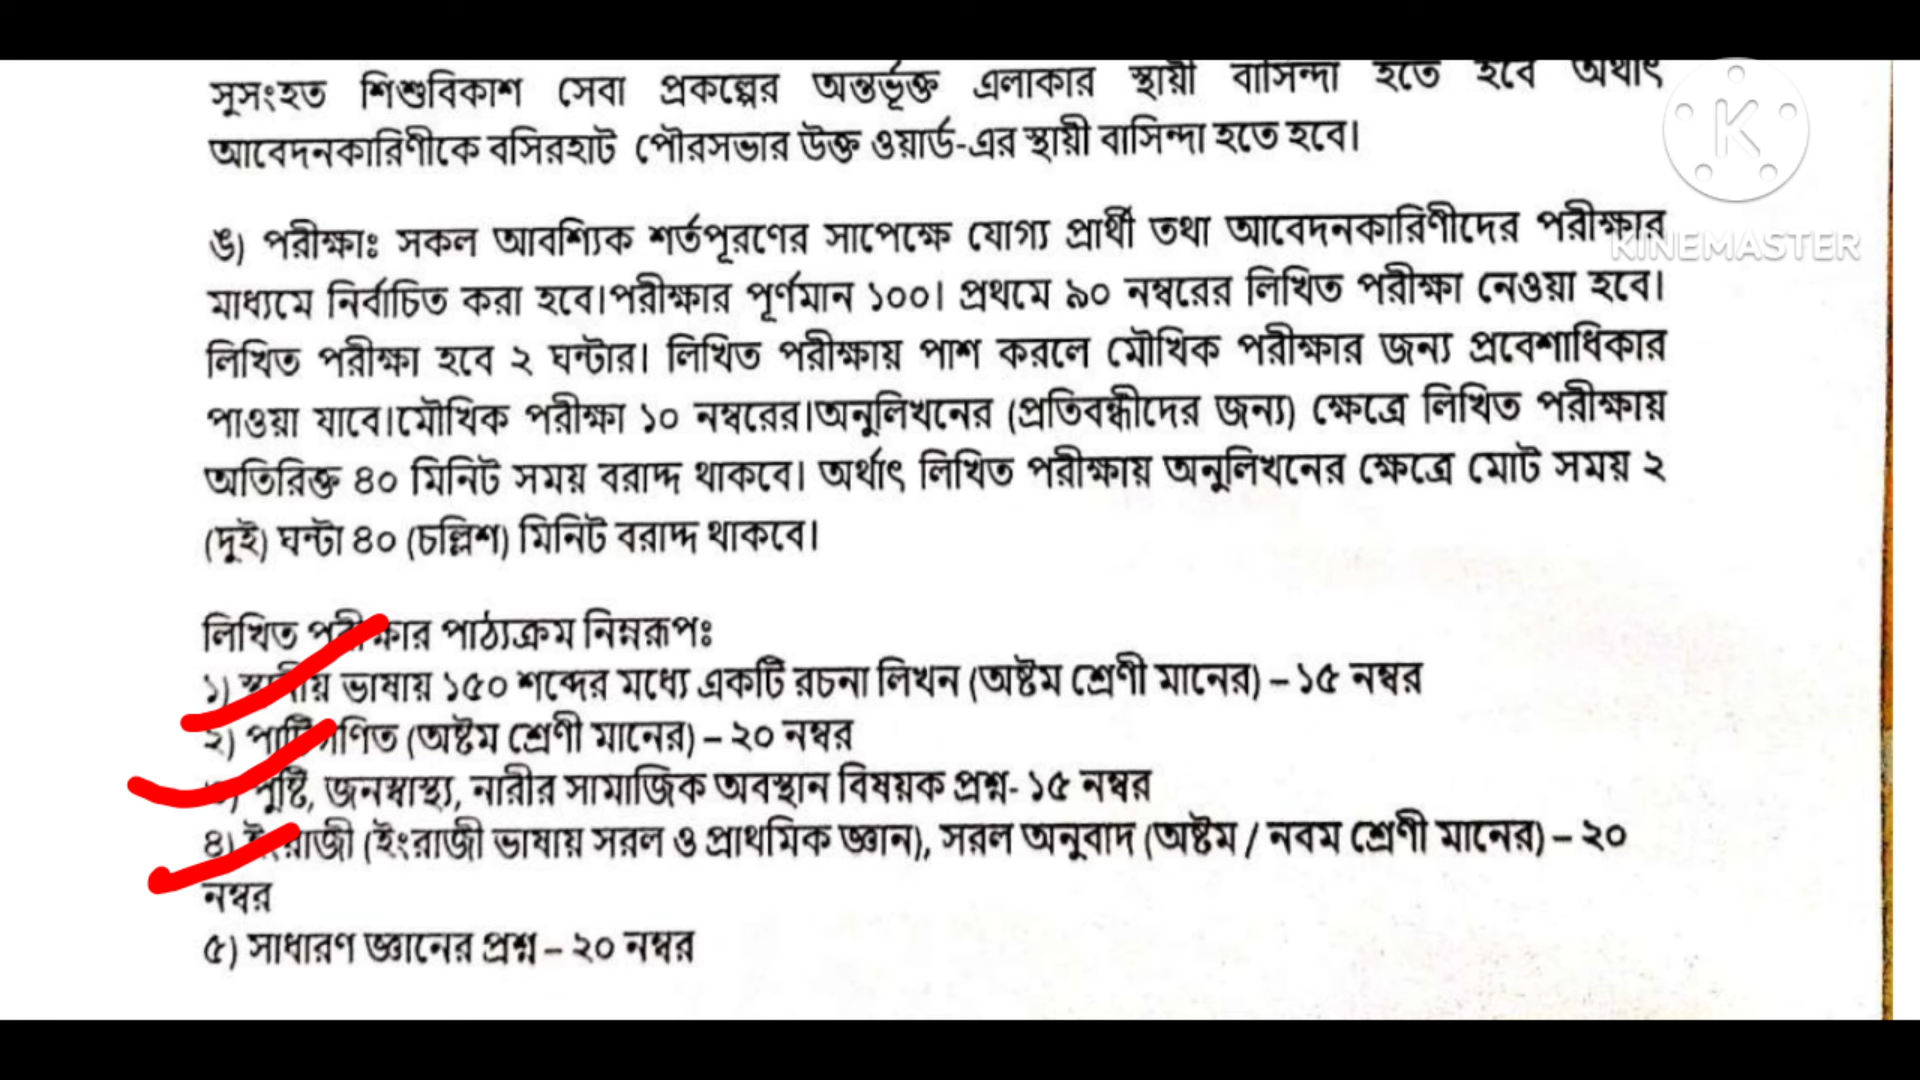 সুসংহত শিশুবিকাশ সেবা প্রকল্পের অন্তর্ভূক্ত এলাকার স্থায়ী বাসিন্দা হতে হবে অর্থাৎ
আবেদনকারিণীকে বসিরহাট পৌরসভার উক্ত ওয়ার্ড-এর স্থায়ী বাসিন্দা হতে হবে।
ঙ) পরীক্ষাঃ সকল আবশ্যিক শর্তপূরণের সাপেক্ষে যোগ্য প্রার্থী তথা আবেদনকারিণীদের পরীক্ষার
মাধ্যমে নির্বাচিত করা হবে।পরীক্ষার পূর্ণমান ১০০। প্রথমে ৯০ নম্বরের লিখিত পরীক্ষা নেওয়া হবে।
লিখিত পরীক্ষা হবে ২ ঘন্টার। লিখিত পরীক্ষায় পাশ করলে মৌখিক পরীক্ষার জন্য প্রবেশাধিকার
পাওয়া যাবে।মৌখিক পরীক্ষা ১০ নম্বরের।অনুলিখনের (প্রতিবন্ধীদের জন্য) ক্ষেত্রে লিখিত পরীক্ষায়
অতিরিক্ত ৪০ মিনিট সময় বরাদ্দ থাকবে। অর্থাৎ লিখিত পরীক্ষায় অনুলিখনের ক্ষেত্রে মোট সময় ২
(দুই) ঘন্টা ৪০ (চল্লিশ) মিনিট বরাদ্দ থাকবে।
লিখিত পরীক্ষার পাঠ্যক্রম নিম্নরূপঃ
১) স্থানীয় ভাষায় ১৫০ শব্দের মধ্যে একটি রচনা লিখন (অষ্টম শ্রেণী মানের) – ১৫ নম্বর
২) পাটিগণিত (অষ্টম শ্রেণী মানের) – ২০ নম্বর
৩) পুষ্টি, জনস্বাস্থ্য, নারীর সামাজিক অবস্থান বিষয়ক প্রশ্ন- ১৫ নম্বর
৪) ইংরাজী (ইংরাজী ভাষায় সরল ও প্রাথমিক জ্ঞান), সরল অনুবাদ (অষ্টম / নবম শ্রেণী মানের) – ২০
নম্বর
৫) সাধারণ জ্ঞানের প্রশ্ন – ২০ নম্বর
K
KINEMASTER